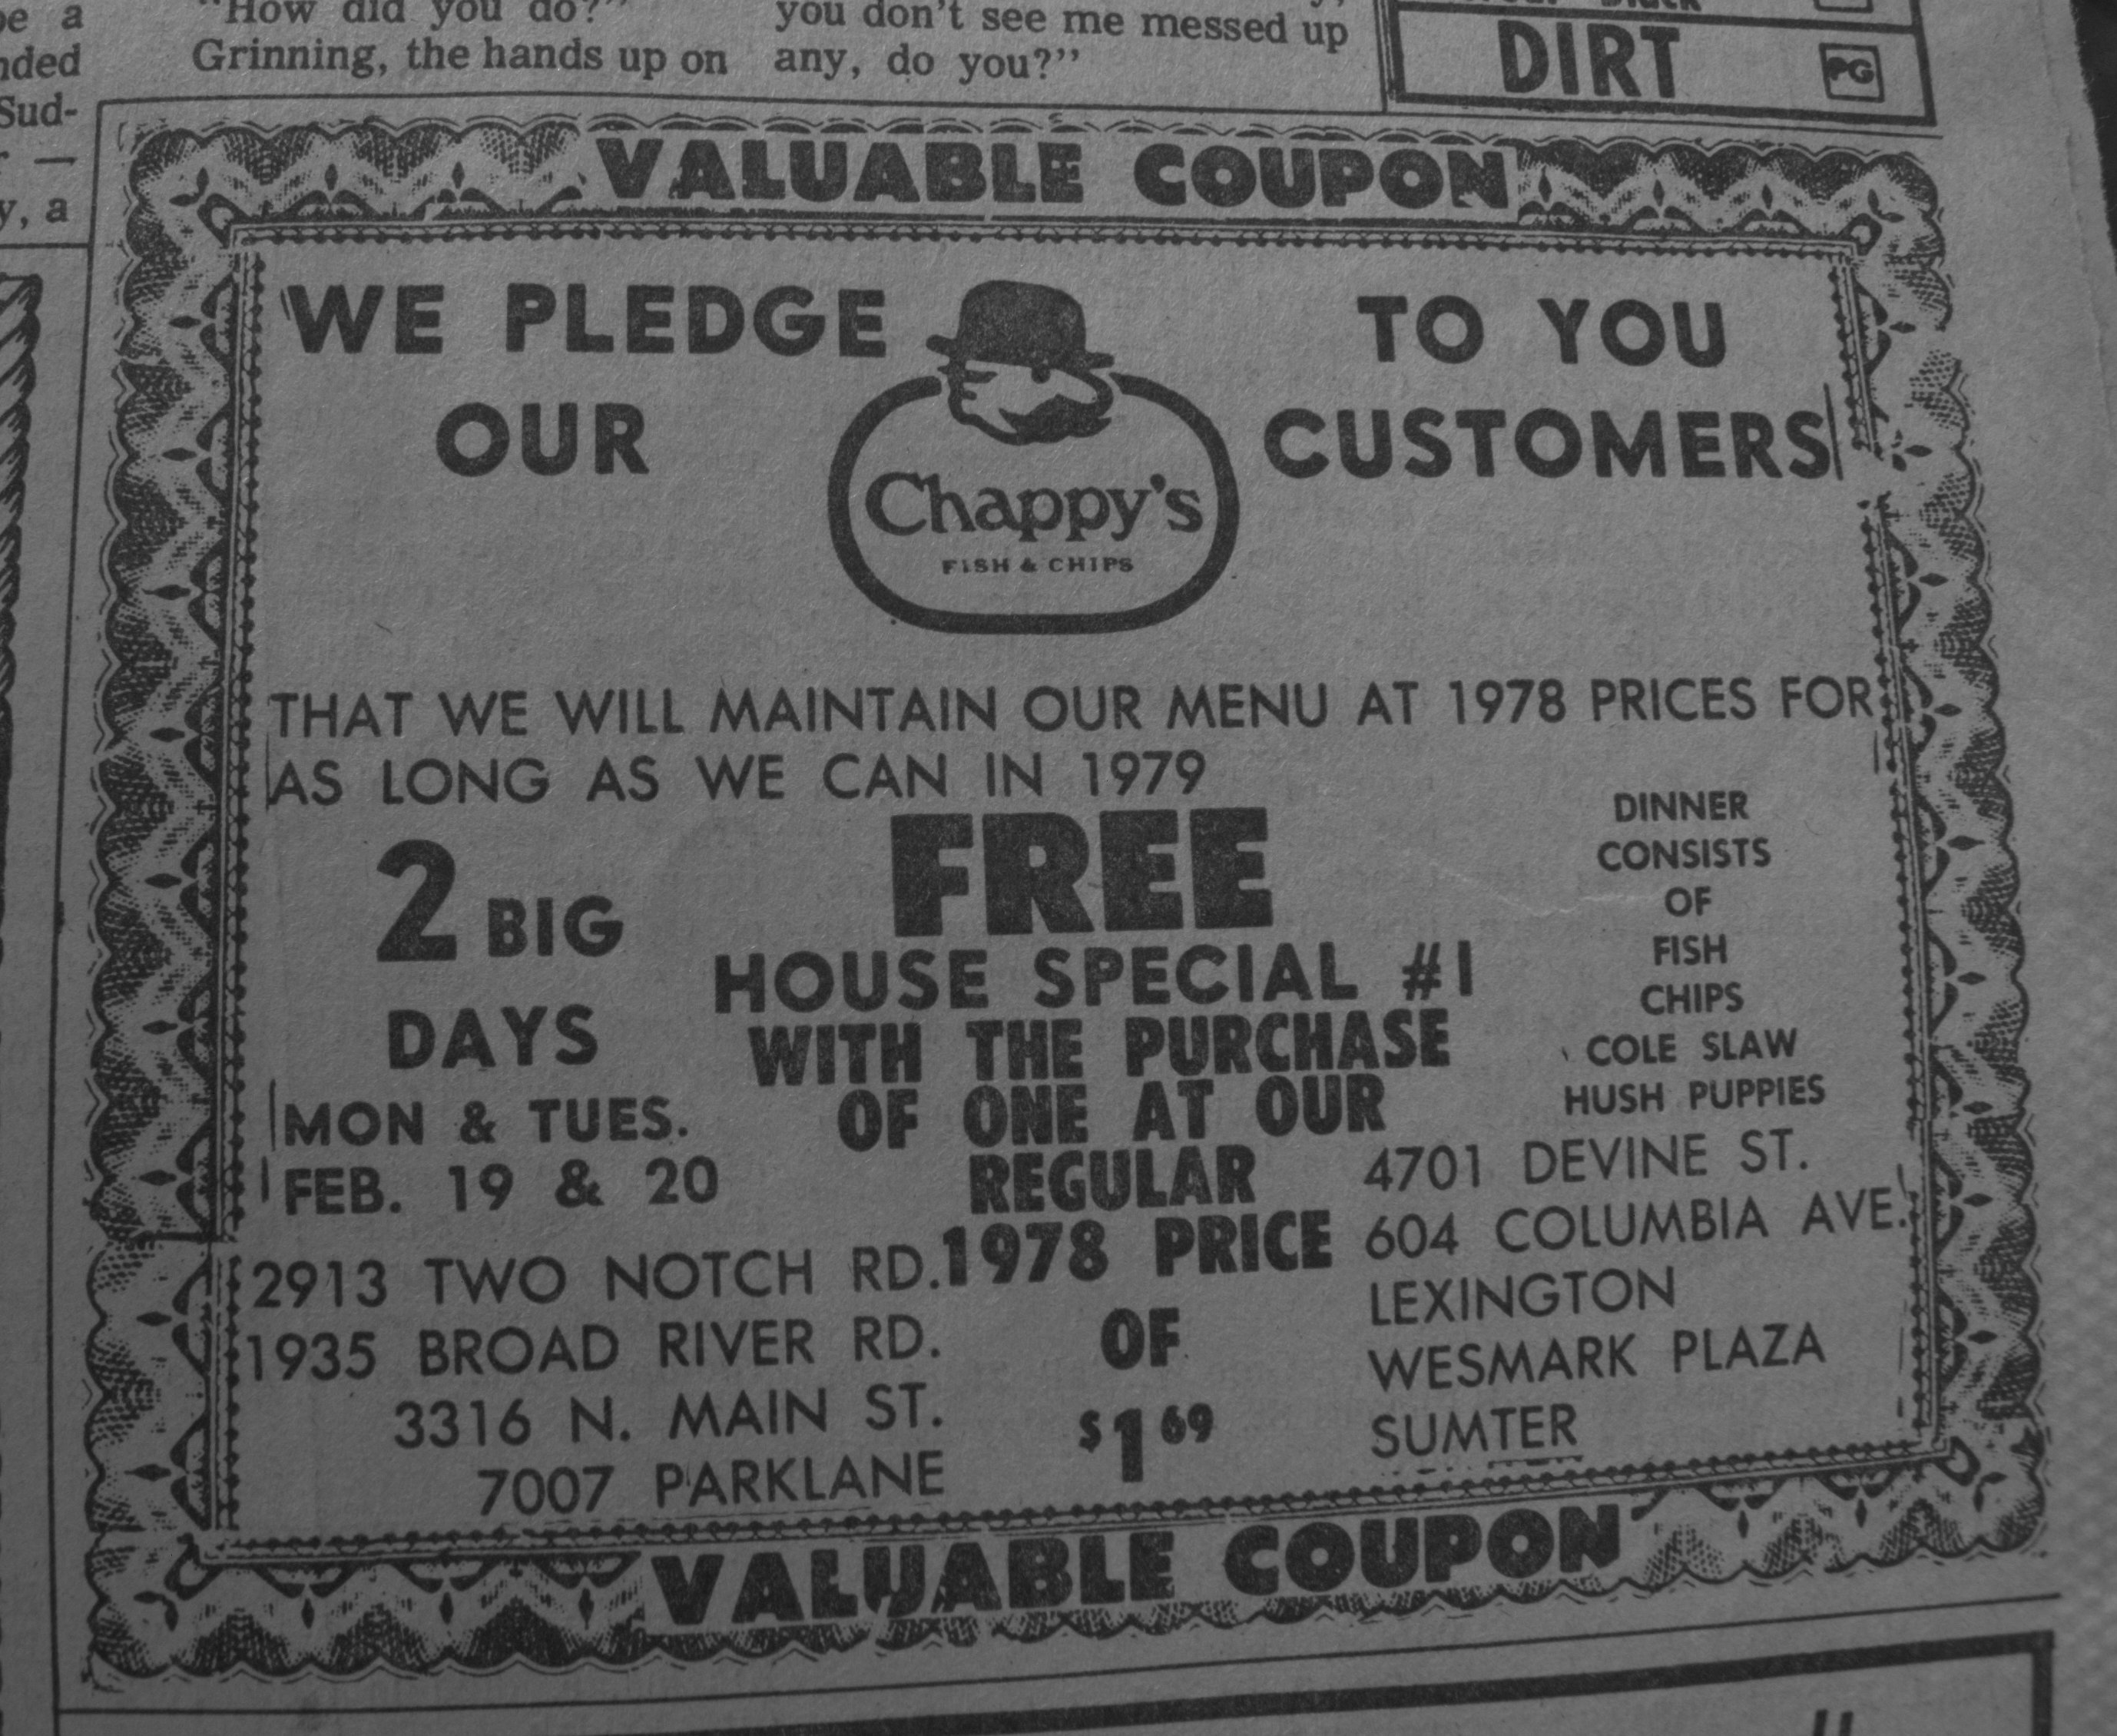 "How did you do?"
Grinning, the hands up on
you don't see me messed up
any, do you?"
DIRT
PG
VALUABLE COUPON
WE PLEDGE
OUR
Chappy's
FISH & CHIPS
TO YOU
CUSTOMERS
THAT WE WILL MAINTAIN OUR MENU AT 1978 PRICES FOR
AS LONG AS WE CAN IN 1979
2 BIG
DAYS
MON & TUES.
FEB. 19 & 20
FREE
HOUSE SPECIAL #1
WITH THE PURCHASE
OF ONE AT OUR
REGULAR
1978 PRICE
OF
$1 69
DINNER
CONSISTS
OF
FISH
CHIPS
COLE SLAW
HUSH PUPPIES
2913 TWO NOTCH RD.
1935 BROAD RIVER RD.
3316 N. MAIN ST.
7007 PARKLANE
4701 DEVINE ST.
604 COLUMBIA AVE.
LEXINGTON
WESMARK PLAZA
SUMTER
VALUABLE COUPON